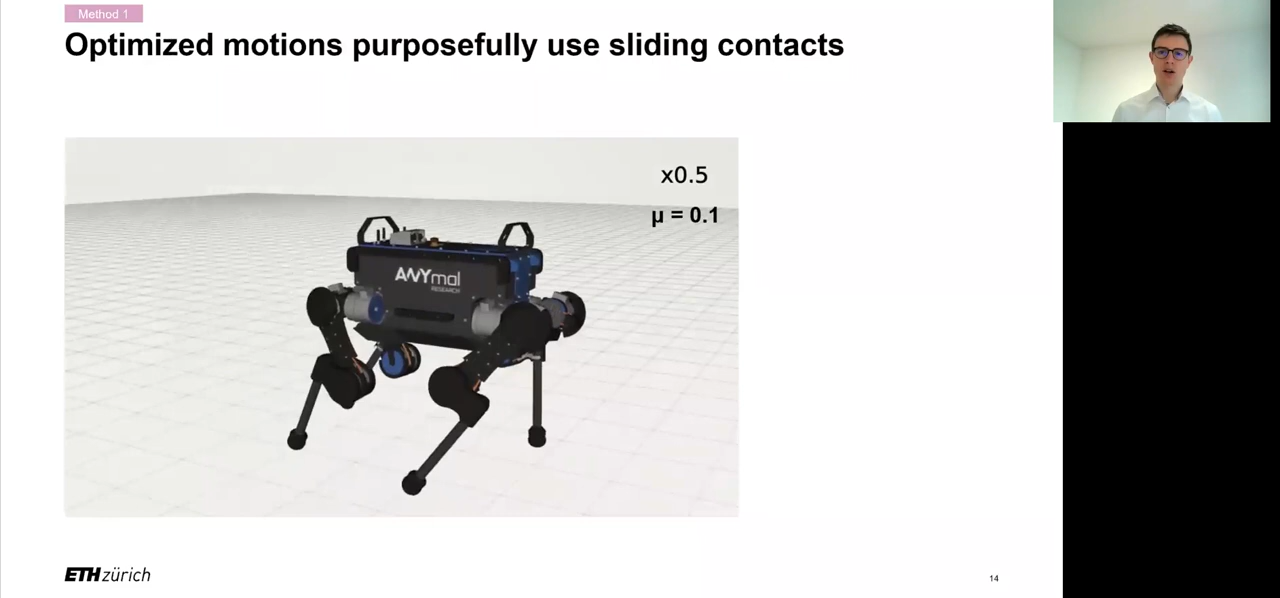 Method 1
Optimized motions purposefully use sliding contacts
x0.5
μ = 0.1
ANYmal
RESEARCH
ETH zürich
14